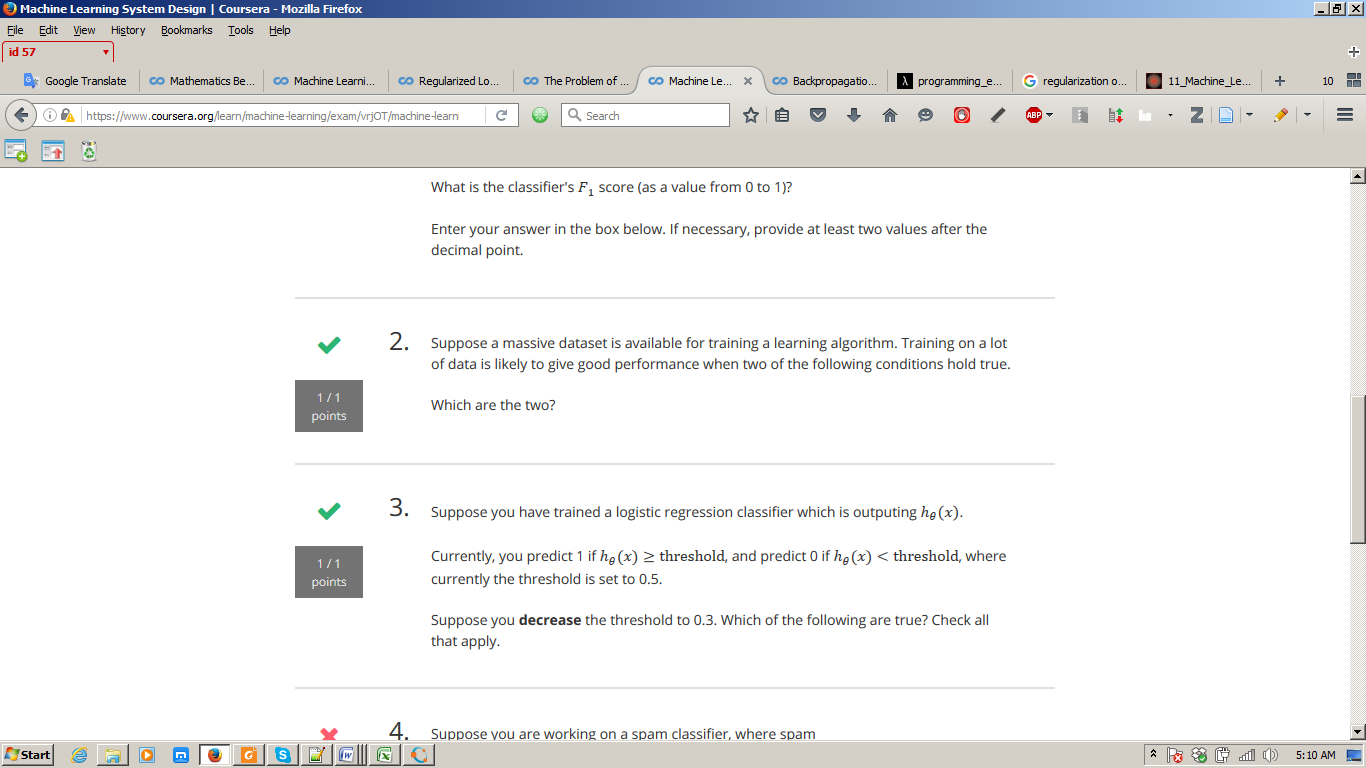 Machine Learning System Design | Coursera - Mozilla Firefox
File Edit View History Bookmarks Tools Help
id 57
Google Translate Mathematics Be... Machine Learni... Regularized Lo... The Problem of ... Machine Le... Backpropagatio... programming_e... regularization o... 11_Machine_Le... 10
https://www.coursera.org/learn/machine-learning/exam/vrjOT/machine-learn Search ABP
What is the classifier's F₁ score (as a value from 0 to 1)?
Enter your answer in the box below. If necessary, provide at least two values after the
decimal point.
2. Suppose a massive dataset is available for training a learning algorithm. Training on a lot
of data is likely to give good performance when two of the following conditions hold true.
1 / 1
points
Which are the two?
3. Suppose you have trained a logistic regression classifier which is outputing hθ(x).
1 / 1
points
Currently, you predict 1 if hθ(x) ≥ threshold, and predict 0 if hθ(x) < threshold, where
currently the threshold is set to 0.5.
Suppose you decrease the threshold to 0.3. Which of the following are true? Check all
that apply.
4. Suppose you are working on a spam classifier, where spam
Start 5:10 AM